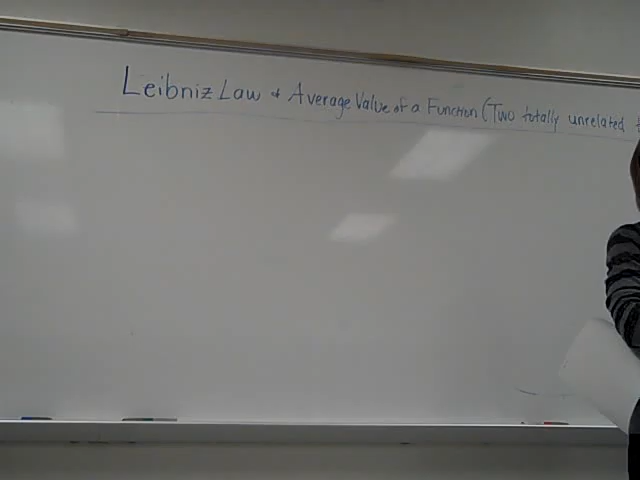 Leibniz Law & Average Value of a Function (Two totally unrelated